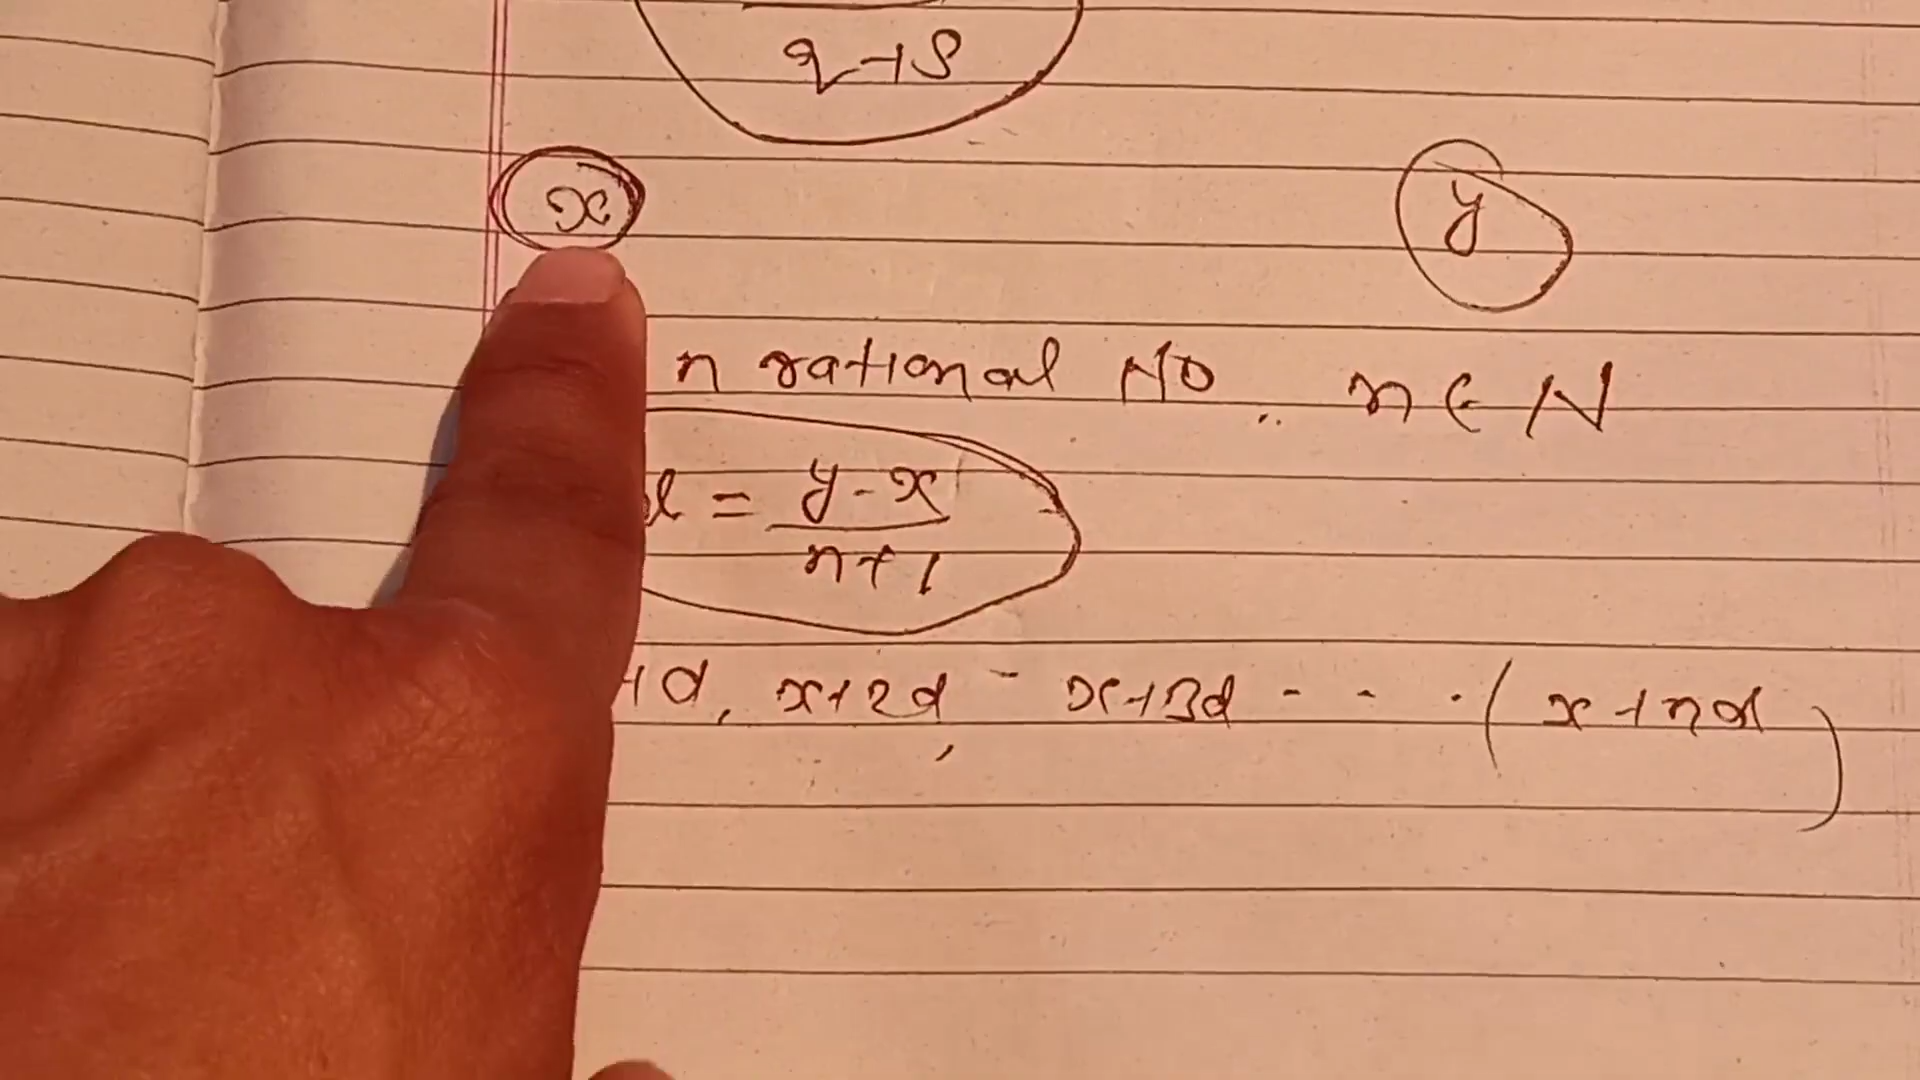 q+s
x y
n rational No. n ∈ N
d = y-x / n+1
+d, x+2d, x+3d - - . (x+nd)